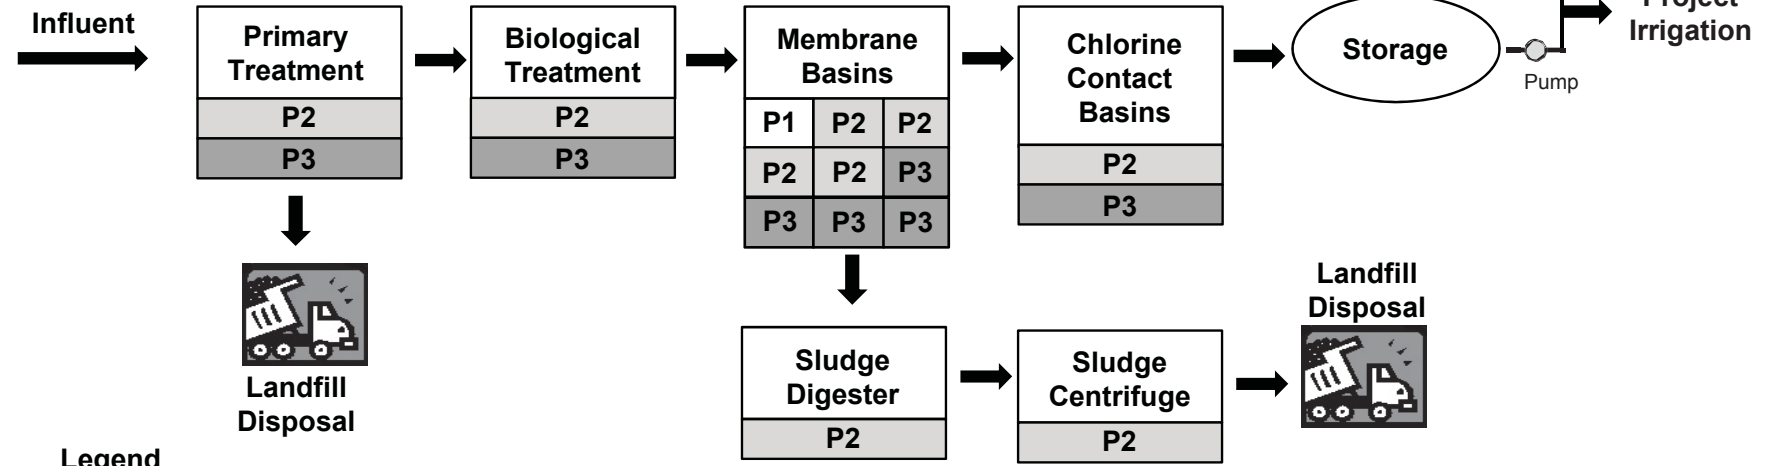 Influent
Primary
Treatment
P2
P3
Landfill
Disposal
Biological
Treatment
P2
P3
Membrane
Basins
P1 P2 P2
P2 P2 P3
P3 P3 P3
Chlorine
Contact
Basins
P2
P3
Storage
Pump
Project
Irrigation
Sludge
Digester
P2
Sludge
Centrifuge
P2
Landfill
Disposal
Legend